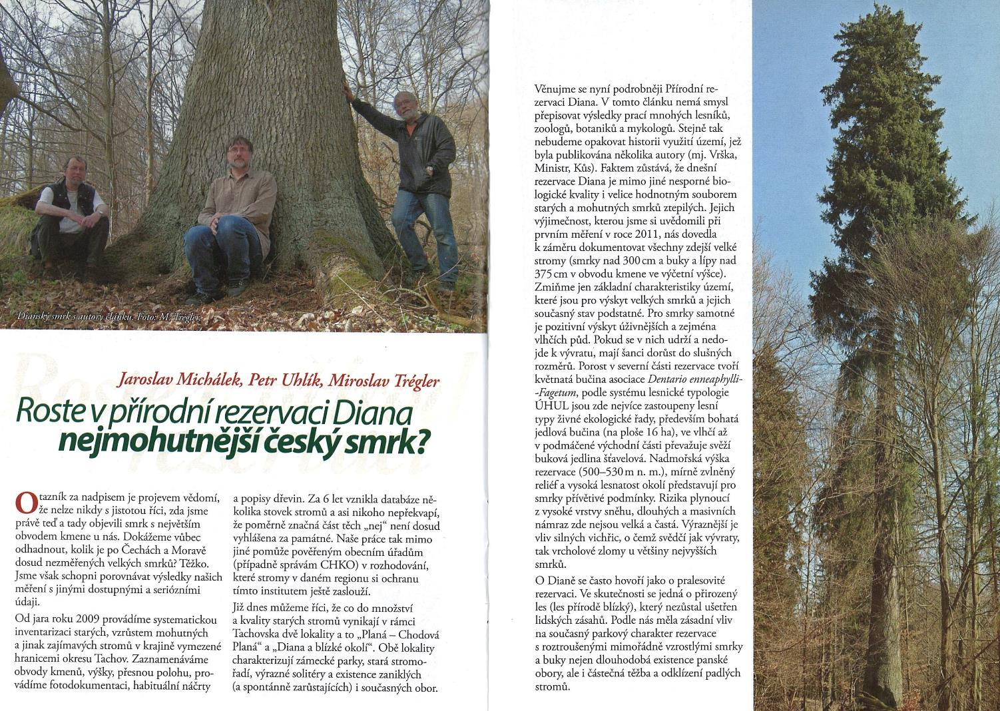 Dianský smrk s autory článku. Foto: M. Trégler.
Jaroslav Michálek, Petr Uhlík, Miroslav Trégler
Roste v přírodní rezervaci Diana
nejmohutnější český smrk?
Otazník za nadpisem je projevem vědomí,
že nelze nikdy s jistotou říci, zda jsme
právě teď a tady objevili smrk s největším
obvodem kmene u nás. Dokážeme vůbec
odhadnout, kolik je po Čechách a Moravě
dosud nezměřených velkých smrků? Těžko.
Jsme však schopni porovnávat výsledky našich
měření s jinými dostupnými a seriózními
údaji.
Od jara roku 2009 provádíme systematickou
inventarizaci starých, vzrůstem mohutných
a jinak zajímavých stromů v krajině vymezené
hranicemi okresu Tachov. Zaznamenáváme
obvody kmenů, výšky, přesnou polohu, pro-
vádíme fotodokumentaci, habituální náčrty
a popisy dřevin. Za 6 let vznikla databáze ně-
kolika stovek stromů a asi nikoho nepřekvapí,
že poměrně značná část těch „nej“ není dosud
vyhlášena za památné. Naše práce tak mimo
jiné pomůže pověřeným obecním úřadům
(případně správám CHKO) v rozhodování,
které stromy v daném regionu si ochranu
tímto institutem ještě zaslouží.
Již dnes můžeme říci, že co do množství
a kvality starých stromů vynikají v rámci
Tachovska dvě lokality a to „Planá – Chodová
Planá“ a „Diana a blízké okolí“. Obě lokality
charakterizují zámecké parky, stará stromo-
řadí, výrazné solitéry a existence zaniklých
(a spontánně zarůstajících) i současných obor.
Věnujme se nyní podrobněji Přírodní re-
zervaci Diana. V tomto článku nemá smysl
přepisovat výsledky prací mnohých lesníků,
zoologů, botaniků a mykologů. Stejně tak
nebudeme opakovat historii využití území, jež
byla publikována několika autory (mj. Vrška,
Ministr, Kůs). Faktem zůstává, že dnešní
rezervace Diana je mimo jiné nesporné bio-
logické kvality i velice hodnotným souborem
starých a mohutných smrků ztepilých. Jejich
výjimečnost, kterou jsme si uvědomili při
prvním měření v roce 2011, nás dovedla
k záměru dokumentovat všechny zdejší velké
stromy (smrky nad 300 cm a buky a lípy nad
375 cm v obvodu kmene ve výčetní výšce).
Zmiňme jen základní charakteristiky území,
které jsou pro výskyt velkých smrků a jejich
současný stav podstatné. Pro smrky samotné
je pozitivní výskyt úživnějších a zejména
vlhčích půd. Pokud se v nich udrží a nedo-
jde k vývratu, mají šanci dorůst do slušných
rozměrů. Porost v severní části rezervace tvoří
květnatá bučina asociace Dentario enneaphylli-
-Fagetum, podle systému lesnické typologie
ÚHUL jsou zde nejvíce zastoupeny lesní
typy živné ekologické řady, především bohatá
jedlová bučina (na ploše 16 ha), ve vlhčí až
v podmáčené východní části převažuje svěží
buková jedlina šťavelová. Nadmořská výška
rezervace (500–530 m n. m.), mírně zvlněný
reliéf a vysoká lesnatost okolí představují pro
smrky přívětivé podmínky. Rizika plynoucí
z vysoké vrstvy sněhu, dlouhých a masivních
námraz zde nejsou velká a častá. Výraznější je
vliv silných vichřic, o čemž svědčí jak vývraty,
tak vrcholové zlomy u většiny nejvyšších
smrků.
O Dianě se často hovoří jako o pralesovité
rezervaci. Ve skutečnosti se jedná o přirozený
les (les přírodě blízký), který nezůstal ušetřen
lidských zásahů. Podle nás měla zásadní vliv
na současný parkový charakter rezervace
s roztroušenými mimořádně vzrostlými smrky
a buky nejen dlouhodobá existence panské
obory, ale i částečná těžba a odklízení padlých
stromů.